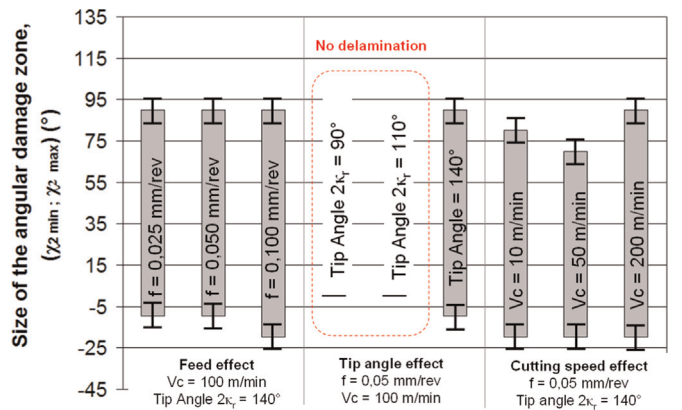 Size of the angular damage zone,
(χ2 min ; χ2 max) (°)
135
115
95
75
55
35
15
-5
-25
-45
No delamination
f = 0,025 mm/rev
f = 0,050 mm/rev
f = 0,100 mm/rev
Tip Angle 2κr = 90°
Tip Angle 2κr = 110°
Tip Angle = 140°
Vc = 10 m/min
Vc = 50 m/min
Vc = 200 m/min
Feed effect
Vc = 100 m/min
Tip Angle 2κr = 140°
Tip angle effect
f = 0,05 mm/rev
Vc = 100 m/min
Cutting speed effect
f = 0,05 mm/rev
Tip angle 2κr = 140°